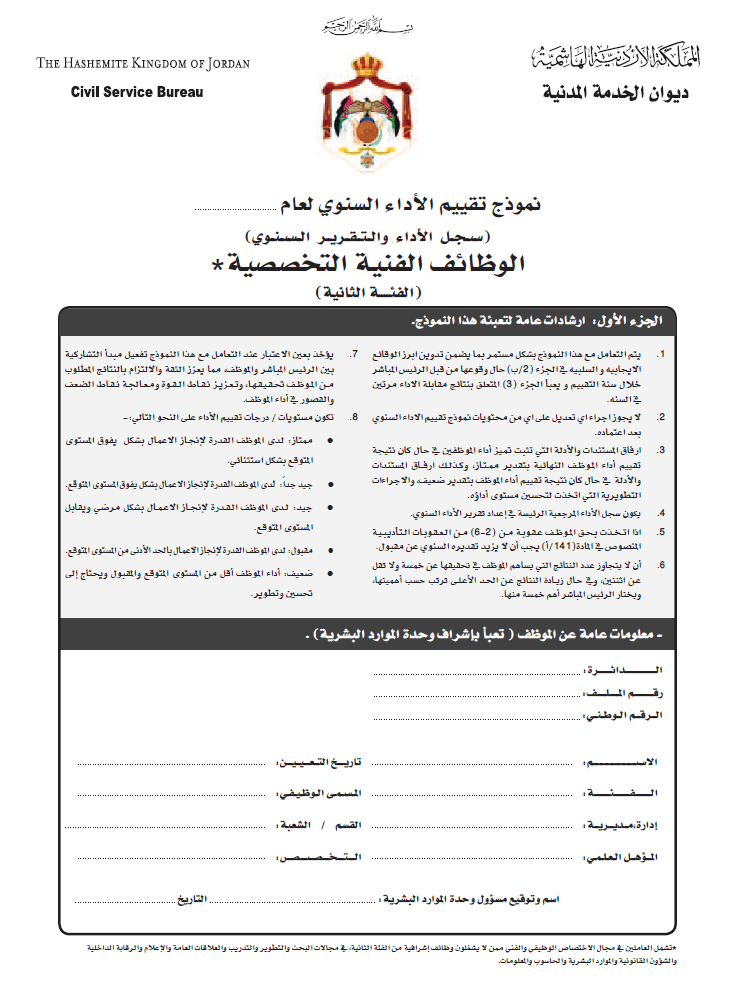 بسم الله الرحمن الرحيم
المملكة الأردنية الهاشمية
THE HASHEMITE KINGDOM OF JORDAN
ديوان الخدمة المدنية
Civil Service Bureau
نموذج تقييم الأداء السنوي لعام ..............................
(سجل الأداء والتقرير السنوي)
الوظائف الفنية التخصصية*
(الفئة الثانية)
الجزء الأول: ارشادات عامة لتعبئة هذا النموذج.
1. يتم التعامل مع هذا النموذج بشكل مستمر بما يضمن تدوين ابرز الوقائع
الايجابيه و السلبيه في الجزء (2/ب) حال وقوعها من قبل الرئيس المباشر
خلال سنة التقييم و يعبأ الجزء (3) المتعلق بنتائج مقابلة الاداء مرتين
في السنه.
2. لا يجوز اجراء اي تعديل على اي من محتويات نموذج تقييم الاداء السنوي
بعد اعتماده.
3. ارفاق المستندات والأدلة التي تثبت تميز أداء الموظفين في حال كان نتيجة
تقييم أداء الموظف النهائية بتقدير ممتاز، وكذلك ارفاق المستندات
والأدلة في حال كان نتيجة تقييم أداء الموظف بتقدير ضعيف والاجراءات
التطويرية التي اتخذت لتحسين مستوى أداؤه.
4. يكون سجل الأداء المرجعية الرئيسة في إعداد تقرير الأداء السنوي.
5. اذا اتخذت بحق الموظف عقوبة من (2-6) من العقوبات التأديبية
المنصوص في المادة(141/أ) يجب أن لا يزيد تقديره السنوي عن مقبول.
6. أن لا يتجاوز عدد النتائج التي يساهم الموظف في تحقيقها عن خمسة ولا تقل
عن اثنتين، وفي حال زيادة النتائج عن الحد الأعلى ترتب حسب أهميتها،
ويختار الرئيس المباشر أهم خمسة منها.
7. يؤخذ بعين الاعتبار عند التعامل مع هذا النموذج تفعيل مبدأ التشاركية
بين الرئيس المباشر والموظف، مما يعزز الثقة والالتزام بالنتائج المطلوب
من الموظف تحقيقها، وتعزيز نقاط القوة ومعالجة نقاط الضعف
والقصور في أداء الموظف.
8. تكون مستويات / درجات تقييم الأداء على النحو التالي:-
● ممتاز: لدى الموظف القدرة لإنجاز الاعمال بشكل يفوق المستوى
المتوقع بشكل استثنائي.
● جيد جداً: لدى الموظف القدرة لإنجاز الاعمال بشكل يفوق المستوى المتوقع.
● جيد: لدى الموظف القدرة لإنجاز الاعمال بشكل مرضي ويقابل
المستوى المتوقع.
● مقبول: لدى الموظف القدرة لإنجاز الاعمال بالحد الأدنى من المستوى المتوقع.
● ضعيف: أداء الموظف أقل من المستوى المتوقع والمقبول ويحتاج إلى
تحسين وتطوير.
- معلومات عامة عن الموظف ( تعبأ بإشراف وحدة الموارد البشرية) .
الدائرة: ..............................
رقم الملف: ..............................
الرقم الوطني: ..............................
الاسم: .............................. تاريخ التعيين: ..............................
الفئة: .............................. المسمى الوظيفي: ..............................
إدارة،مديرية: .............................. القسم / الشعبة: ..............................
المؤهل العلمي: .............................. التخصص: ..............................
اسم وتوقيع مسؤول وحدة الموارد البشرية: .............................. التاريخ ..............................
*تشمل العاملين في مجال الاختصاص الوظيفي والفني ممن لا يشغلون وظائف إشرافية من الفئة الثانية، في مجالات البحث والتطوير والتدريب والعلاقات العامة والإعلام والرقابة الداخلية
والشؤون القانونية والموارد البشرية والحاسوب والمعلومات.